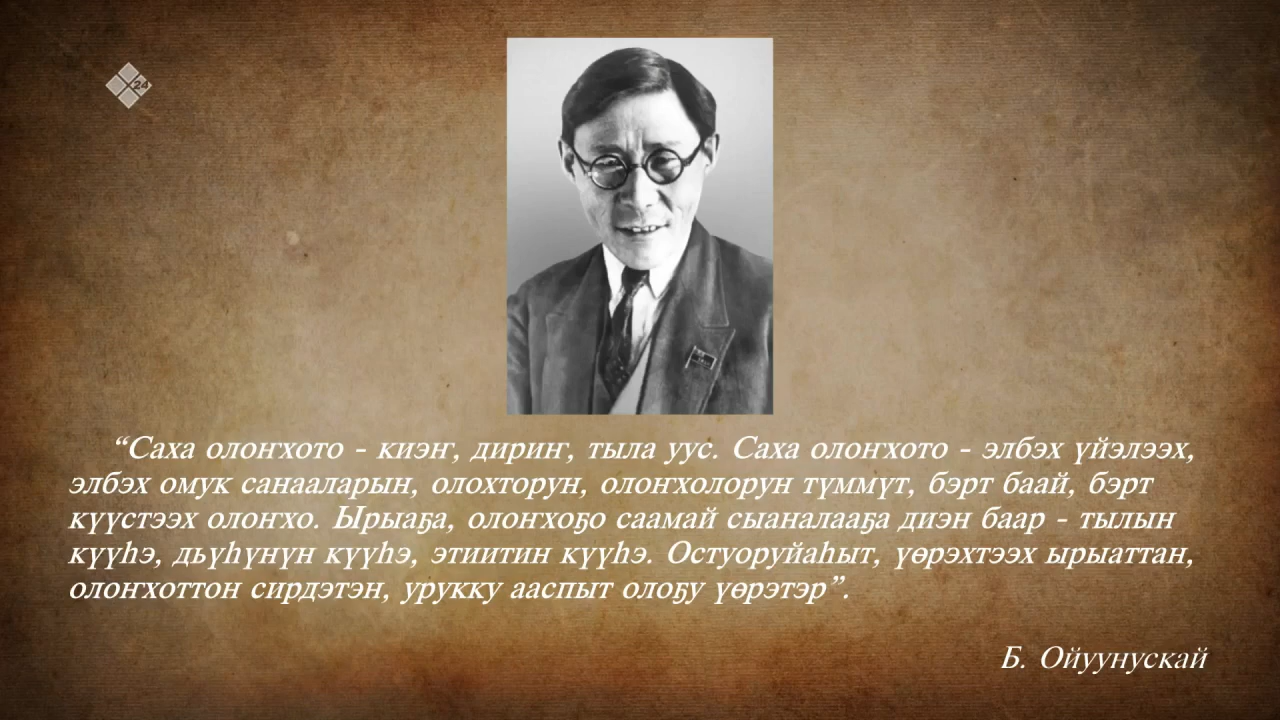 24
“Саха олоҥхото - киэҥ, дириҥ, тыла уус. Саха олоҥхото - элбэх үйэлээх,
элбэх омук санааларын, олохторун, олоҥхолорун түммүт, бэрт баай, бэрт
күүстээх олоҥхо. Ырыаҕа, олоҥхоҕо саамай сыаналааҕа диэн баар - тылын
күүһэ, дьүһүнүн күүһэ, этиитин күүһэ. Остуоруйаһыт, үөрэхтээх ырыаттан,
олоҥхоттон сирдэтэн, урукку ааспыт олоҕу үөрэтэр”.
Б. Ойуунускай